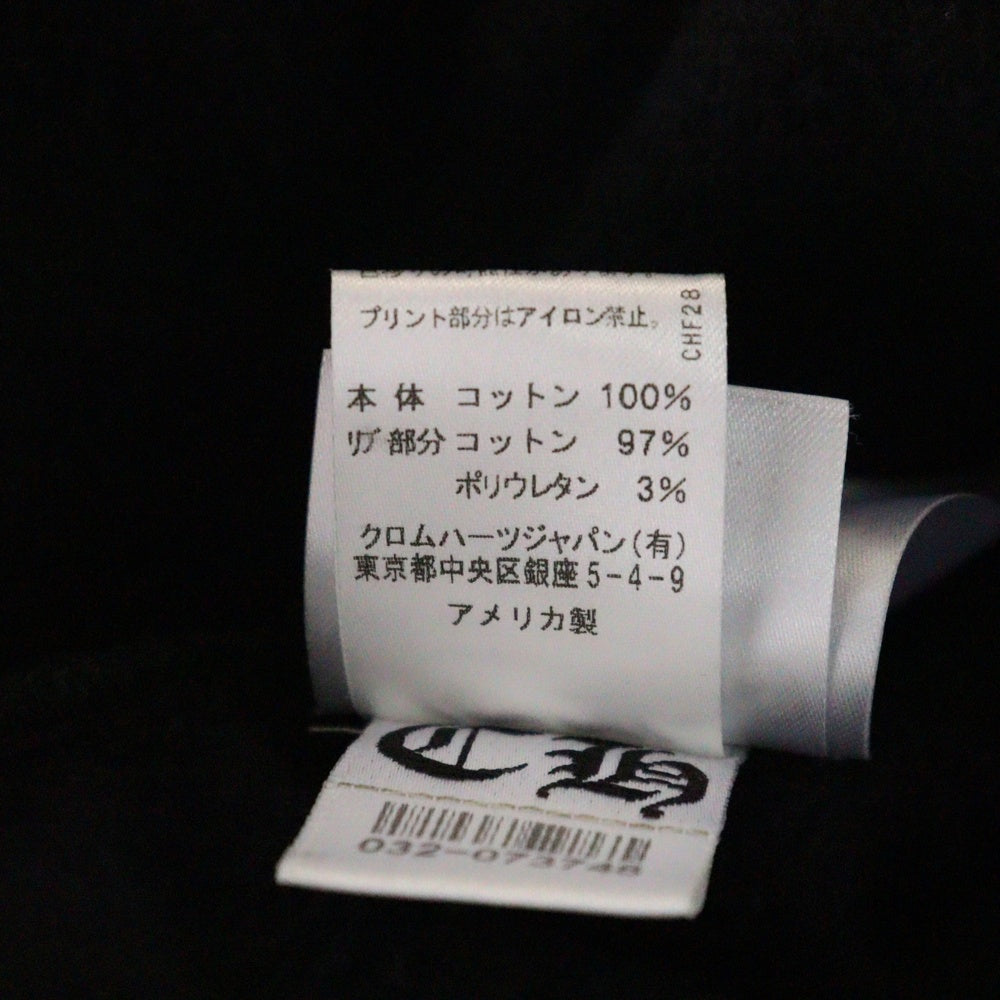 プリント部分はアイロン禁止。
CHF28
本体 コットン 100%
リブ部分 コットン 97%
ポリウレタン 3%
クロムハーツジャパン(有)
東京都中央区銀座5-4-9
アメリカ製
032-073748